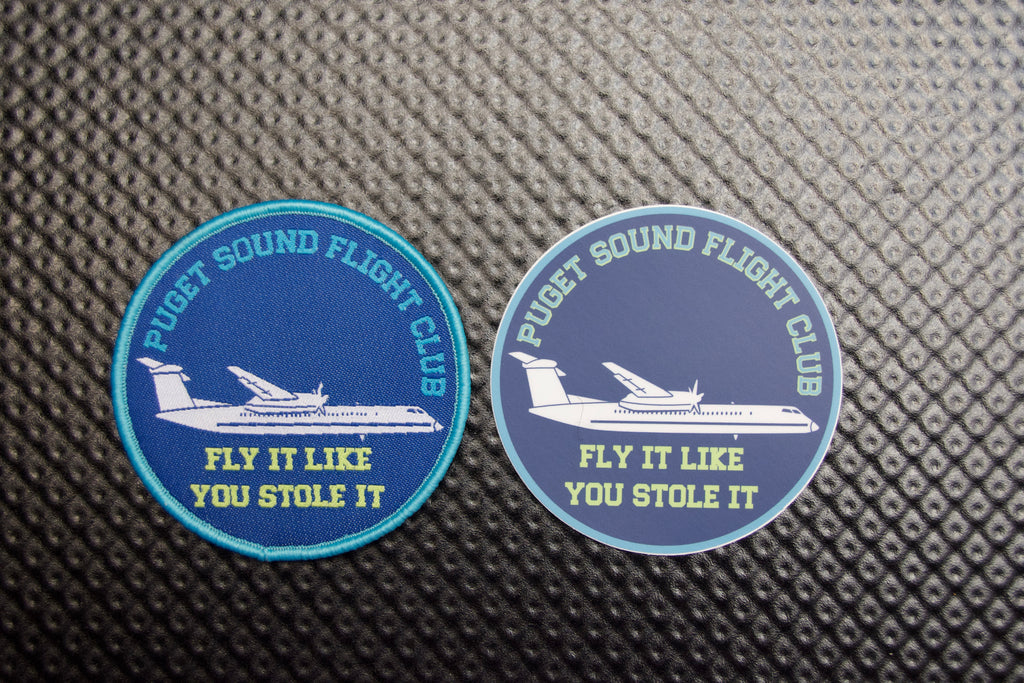 PUGET SOUND FLIGHT CLUB
FLY IT LIKE
YOU STOLE IT
PUGET SOUND FLIGHT CLUB
FLY IT LIKE
YOU STOLE IT